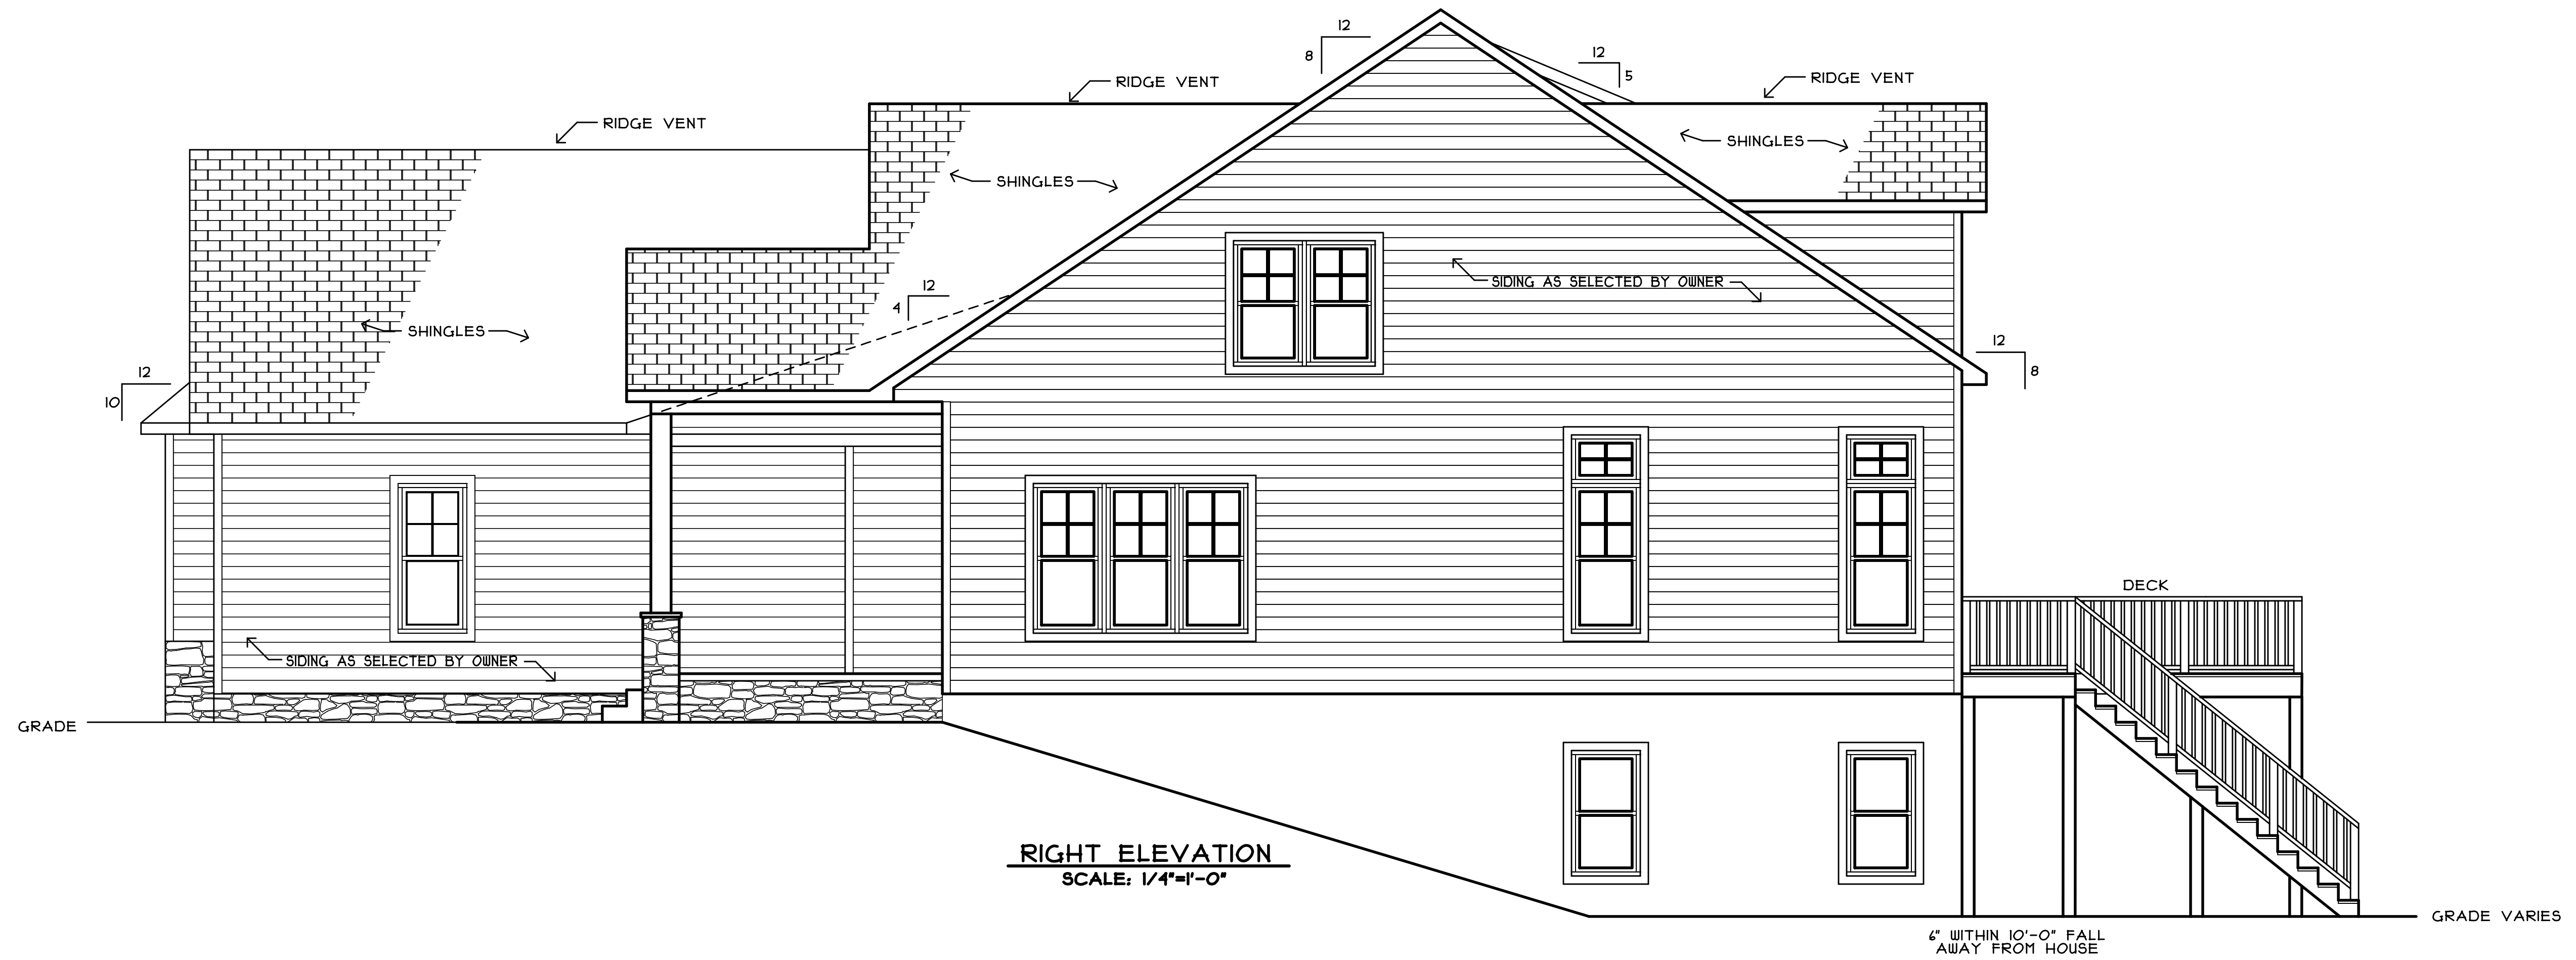 12
8
12
5
RIDGE VENT
RIDGE VENT
RIDGE VENT
SHINGLES
SHINGLES
SIDING AS SELECTED BY OWNER
12
4
SHINGLES
12
8
12
10
DECK
SIDING AS SELECTED BY OWNER
GRADE
RIGHT ELEVATION
SCALE: 1/4"=1'-0"
GRADE VARIES
6" WITHIN 10'-0" FALL
AWAY FROM HOUSE